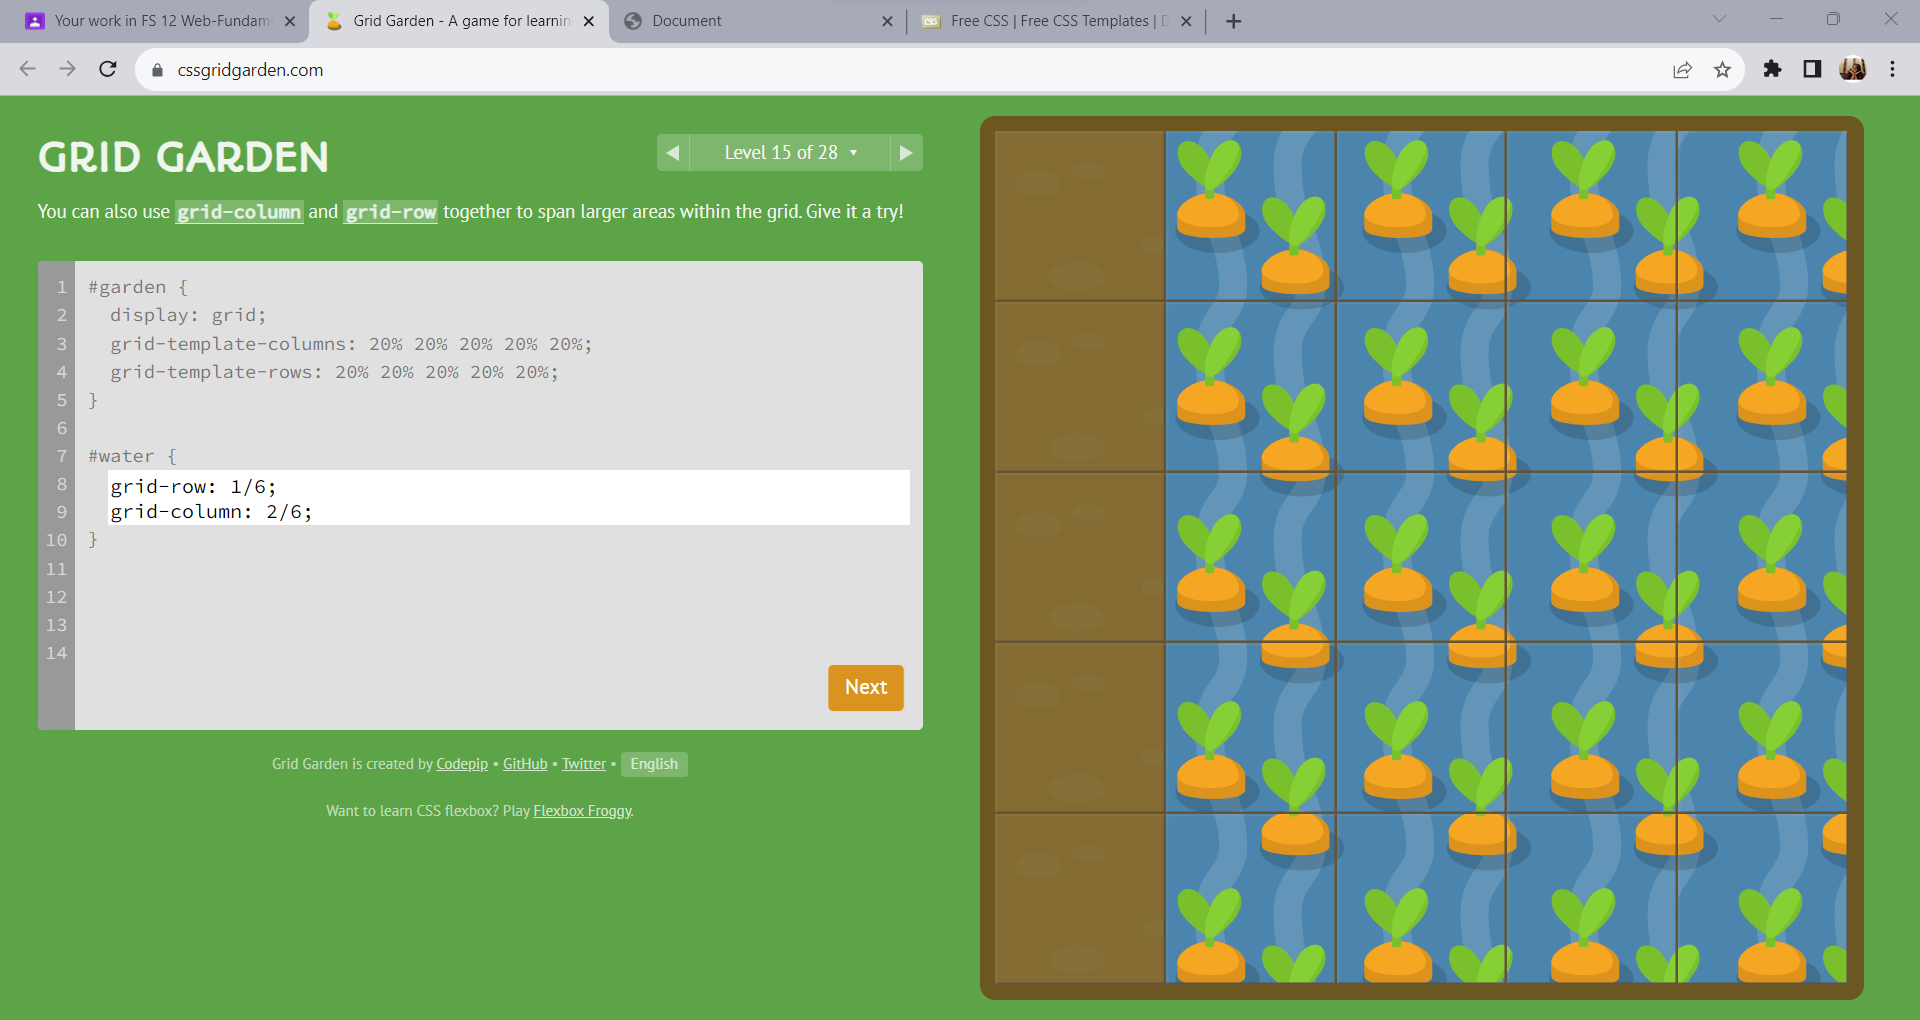 Your work in FS 12 Web-Fundam
Grid Garden - A game for learnin
Document
Free CSS | Free CSS Templates | D
cssgridgarden.com
GRID GARDEN
Level 15 of 28
You can also use grid-column and grid-row together to span larger areas within the grid. Give it a try!
1 #garden {
2 display: grid;
3 grid-template-columns: 20% 20% 20% 20% 20%;
4 grid-template-rows: 20% 20% 20% 20% 20%;
5 }
6
7 #water {
8 grid-row: 1/6;
9 grid-column: 2/6;
10 }
11
12
13
14
Next
Grid Garden is created by Codepip • GitHub • Twitter • English
Want to learn CSS flexbox? Play Flexbox Froggy.